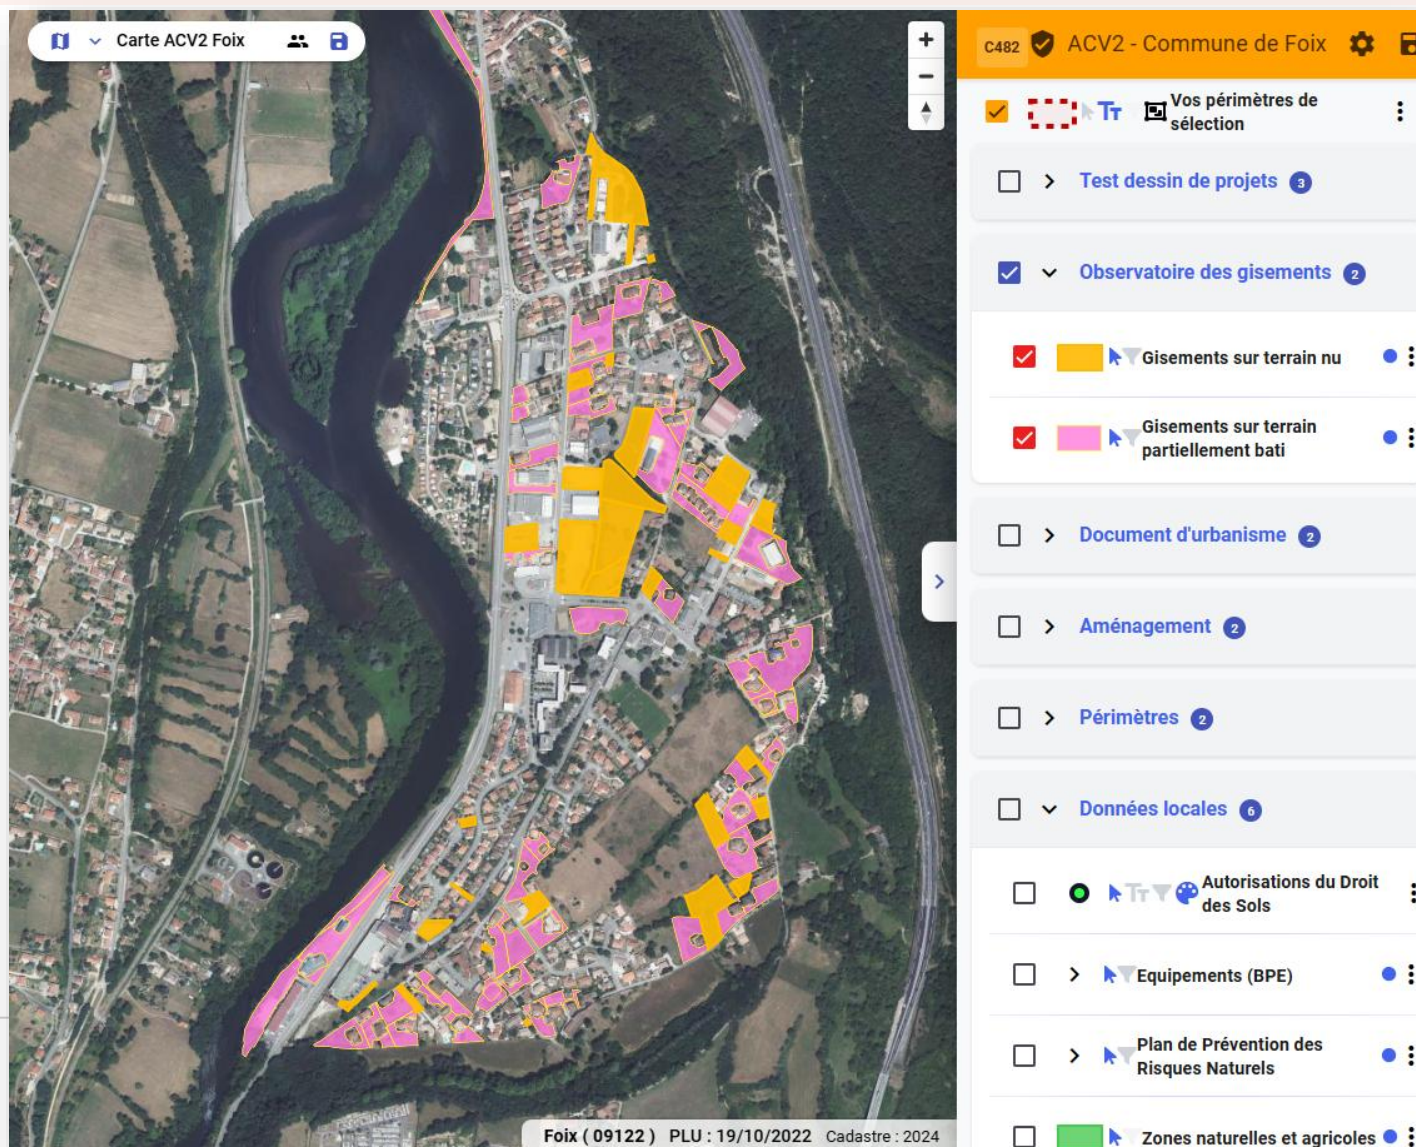 Carte ACV2 Foix
C482 ACV2 - Commune de Foix
Vos périmètres de
sélection
Test dessin de projets 3
Observatoire des gisements 2
Gisements sur terrain nu
Gisements sur terrain
partiellement bati
Document d'urbanisme 2
Aménagement 2
Périmètres 2
Données locales 6
Autorisations du Droit
des Sols
Equipements (BPE)
Plan de Prévention des
Risques Naturels
Zones naturelles et agricoles
Foix ( 09122 ) PLU : 19/10/2022 Cadastre : 2024